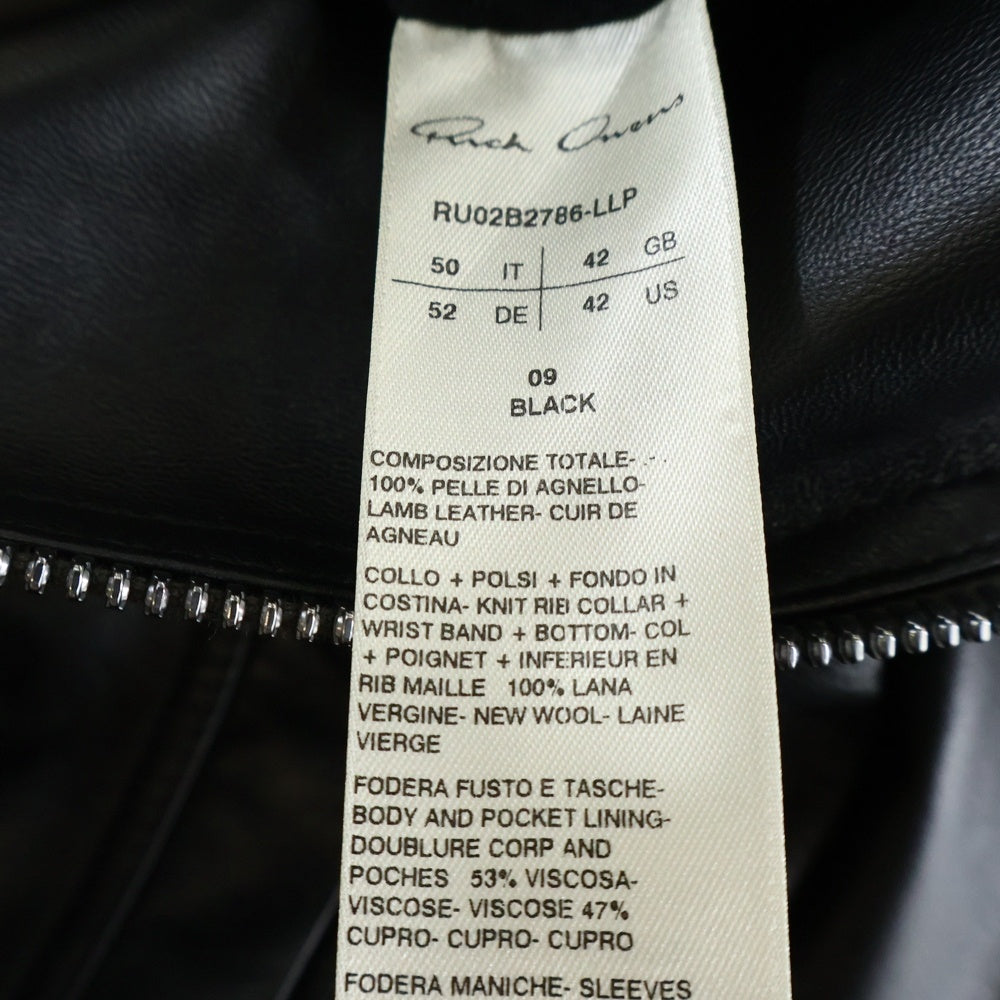 Rick Owens
RU02B2786-LLP
50 IT 42 GB
52 DE 42 US
09
BLACK
COMPOSIZIONE TOTALE-
100% PELLE DI AGNELLO-
LAMB LEATHER- CUIR DE
AGNEAU
COLLO + POLSI + FONDO IN
COSTINA- KNIT RIB COLLAR +
WRIST BAND + BOTTOM- COL
+ POIGNET + INFERIEUR EN
RIB MAILLE 100% LANA
VERGINE- NEW WOOL- LAINE
VIERGE
FODERA FUSTO E TASCHE-
BODY AND POCKET LINING-
DOUBLURE CORP AND
POCHES 53% VISCOSA-
VISCOSE- VISCOSE 47%
CUPRO- CUPRO- CUPRO
FODERA MANICHE- SLEEVES